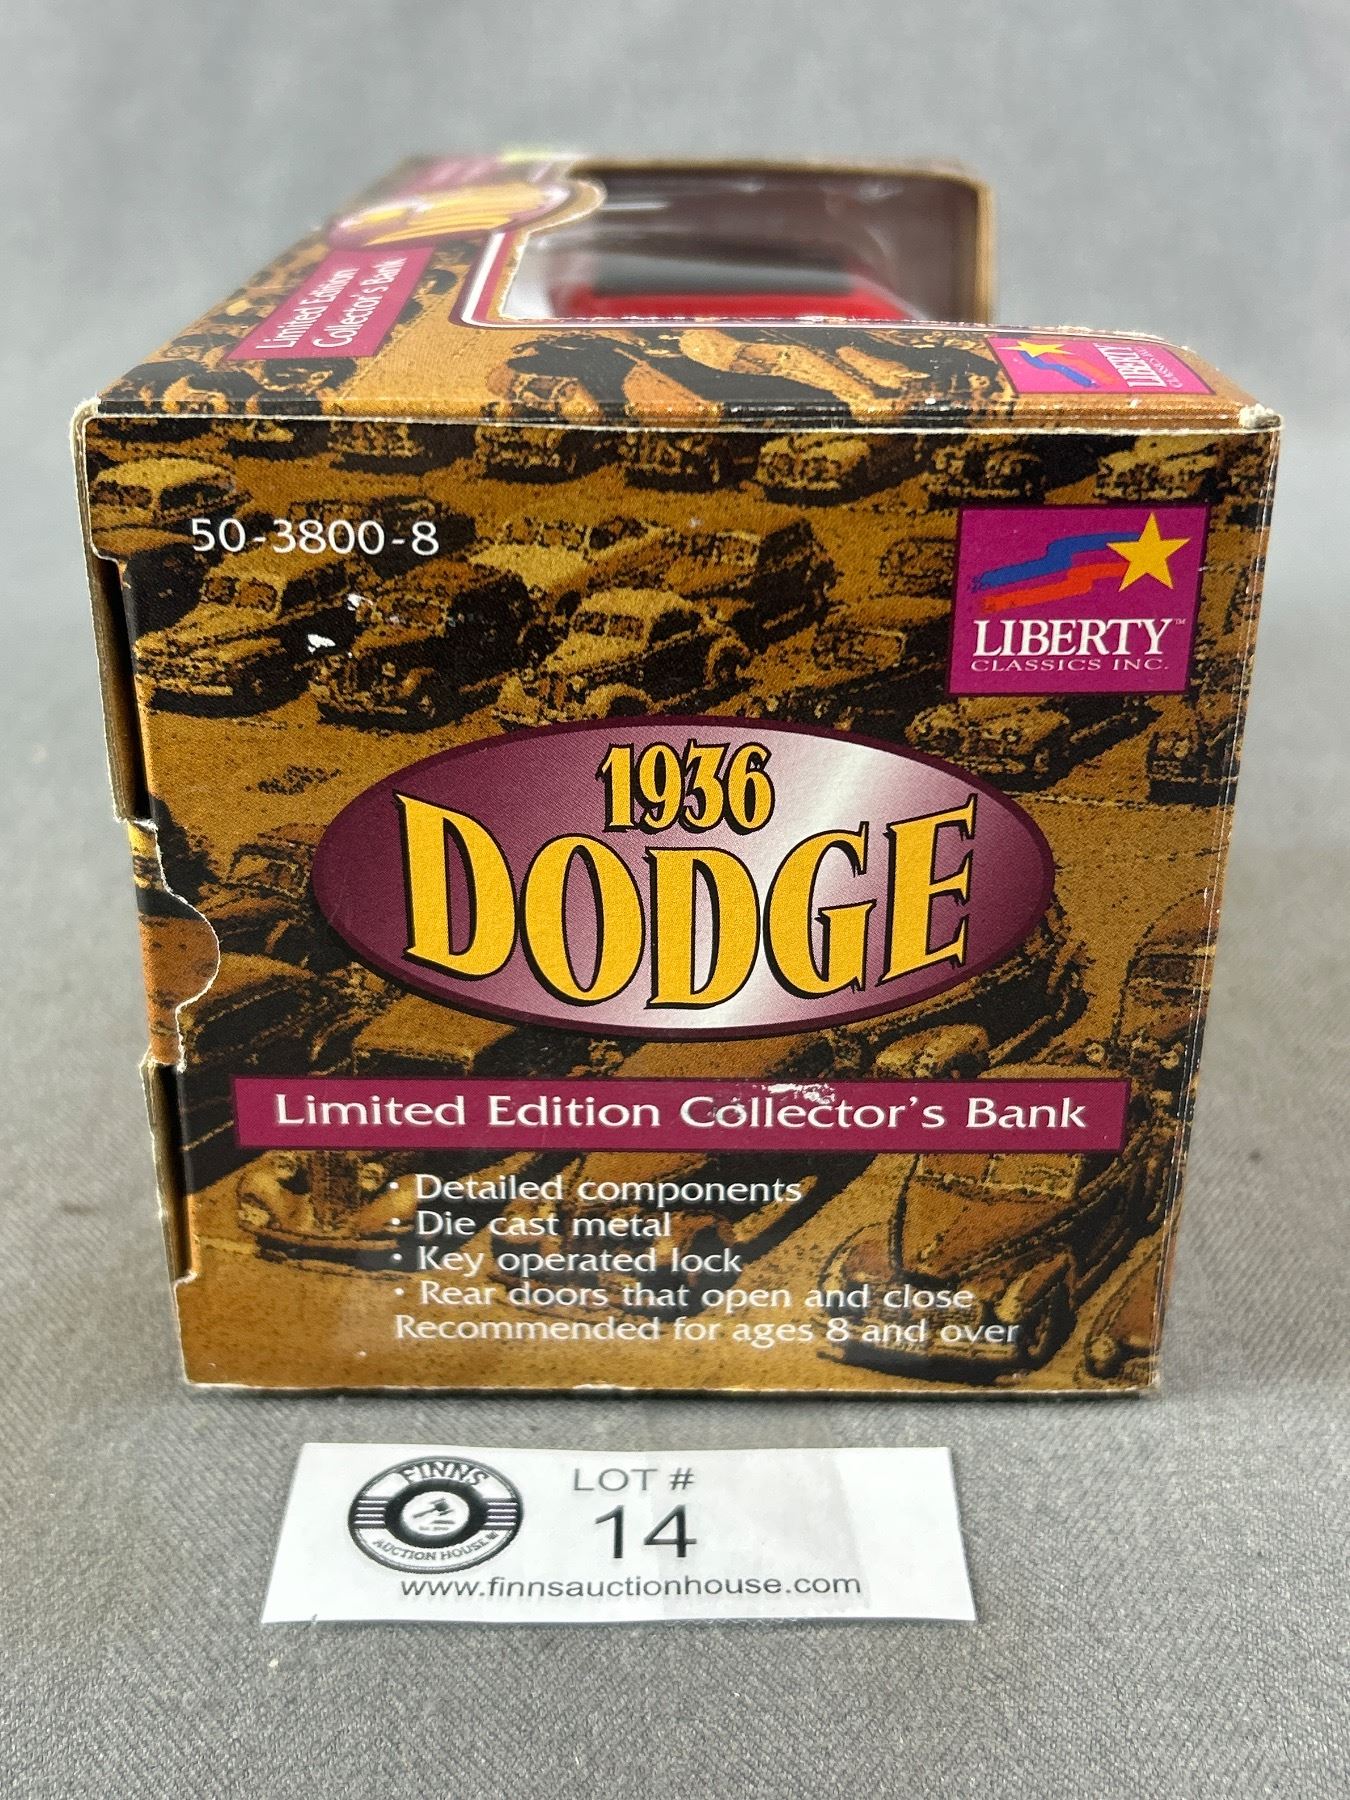 Limited Edition
Collector's Bank
LIBERTY
CLASSICS INC.
50-3800-8
LIBERTY™
CLASSICS INC.
1936
DODGE
Limited Edition Collector's Bank
• Detailed components
• Die cast metal
• Key operated lock
• Rear doors that open and close
Recommended for ages 8 and over
FINNS
AUCTION HOUSE
LOT #
14
www.finnsauctionhouse.com